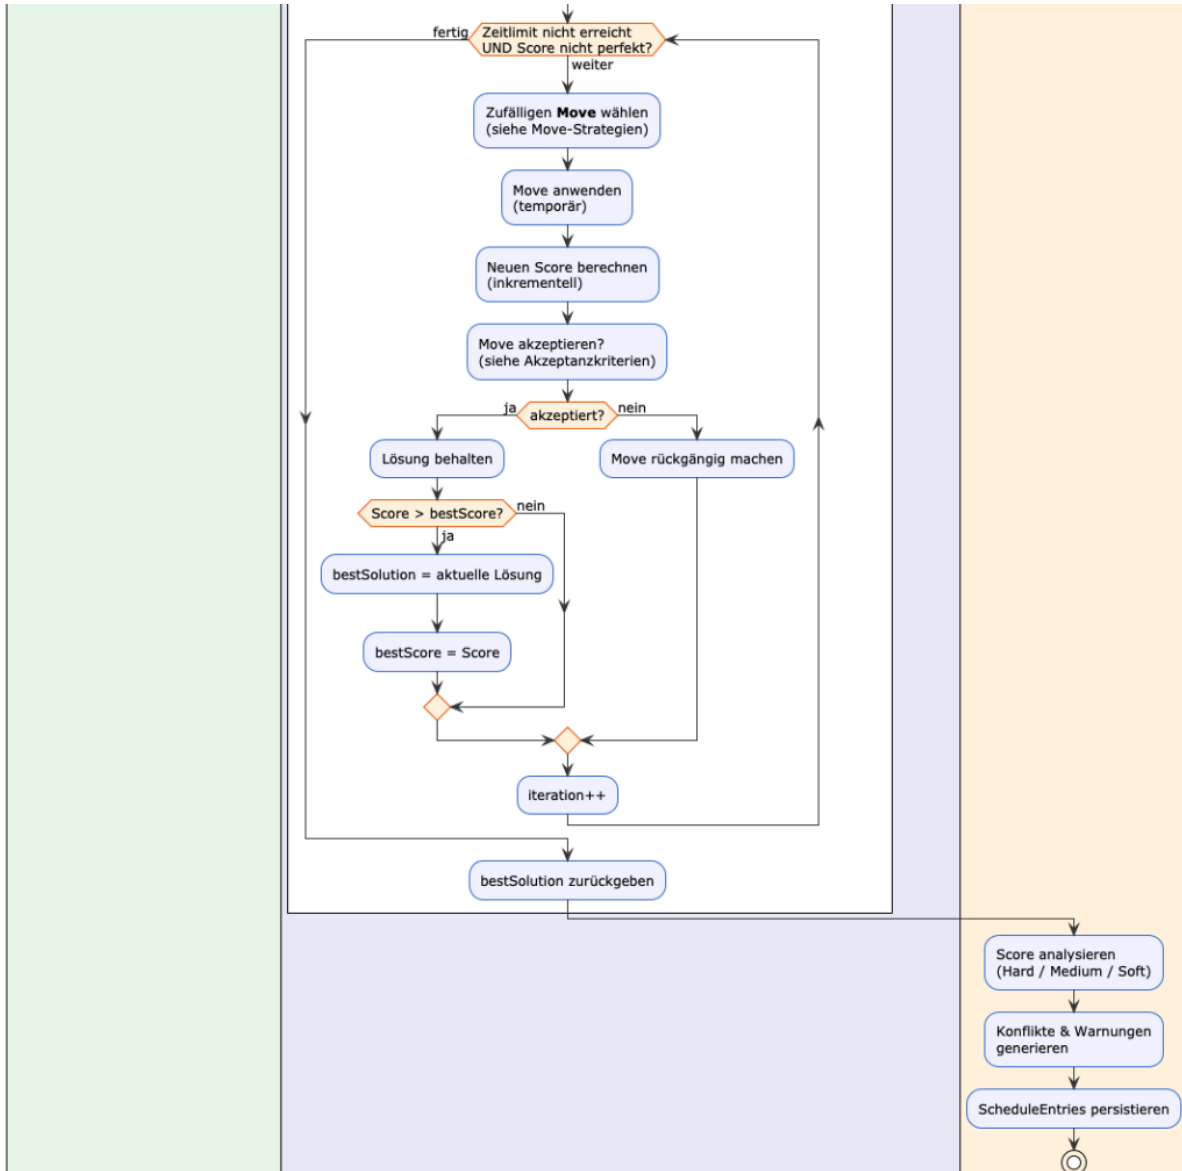 fertig
Zeitlimit nicht erreicht
UND Score nicht perfekt?
weiter
Zufälligen Move wählen
(siehe Move-Strategien)
Move anwenden
(temporär)
Neuen Score berechnen
(inkrementell)
Move akzeptieren?
(siehe Akzeptanzkriterien)
ja
akzeptiert?
nein
Lösung behalten
Move rückgängig machen
Score > bestScore?
nein
ja
bestSolution = aktuelle Lösung
bestScore = Score
iteration++
bestSolution zurückgeben
Score analysieren
(Hard / Medium / Soft)
Konflikte & Warnungen
generieren
ScheduleEntries persistieren